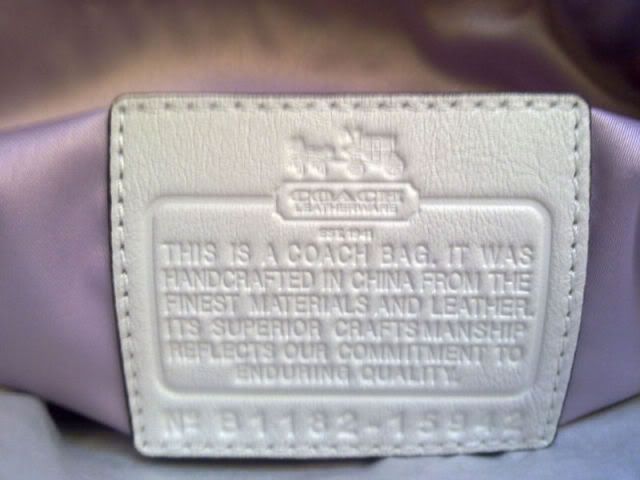 COACH
LEATHERWARE
EST. 1941
THIS IS A COACH BAG. IT WAS
HANDCRAFTED IN CHINA FROM THE
FINEST MATERIALS AND LEATHER.
ITS SUPERIOR CRAFTSMANSHIP
REFLECTS OUR COMMITMENT TO
ENDURING QUALITY.
Nº B1182-15942